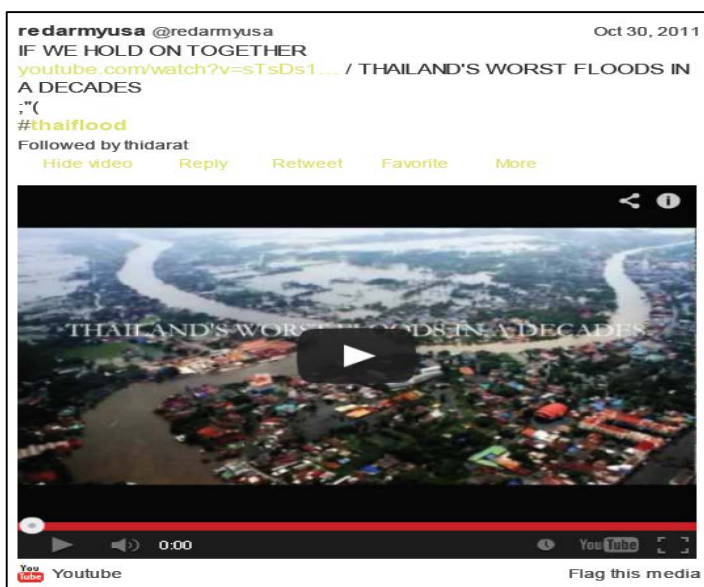 redarmyusa @redarmyusa Oct 30, 2011
IF WE HOLD ON TOGETHER
youtube.com/watch?v=sTsDs1... / THAILAND'S WORST FLOODS IN
A DECADES
;"(
#thaiflood
Followed by thidarat
Hide video Reply Retweet Favorite More
THAILAND'S WORST FLOODS IN A DECADES
0:00 YouTube
You Tube Youtube Flag this media